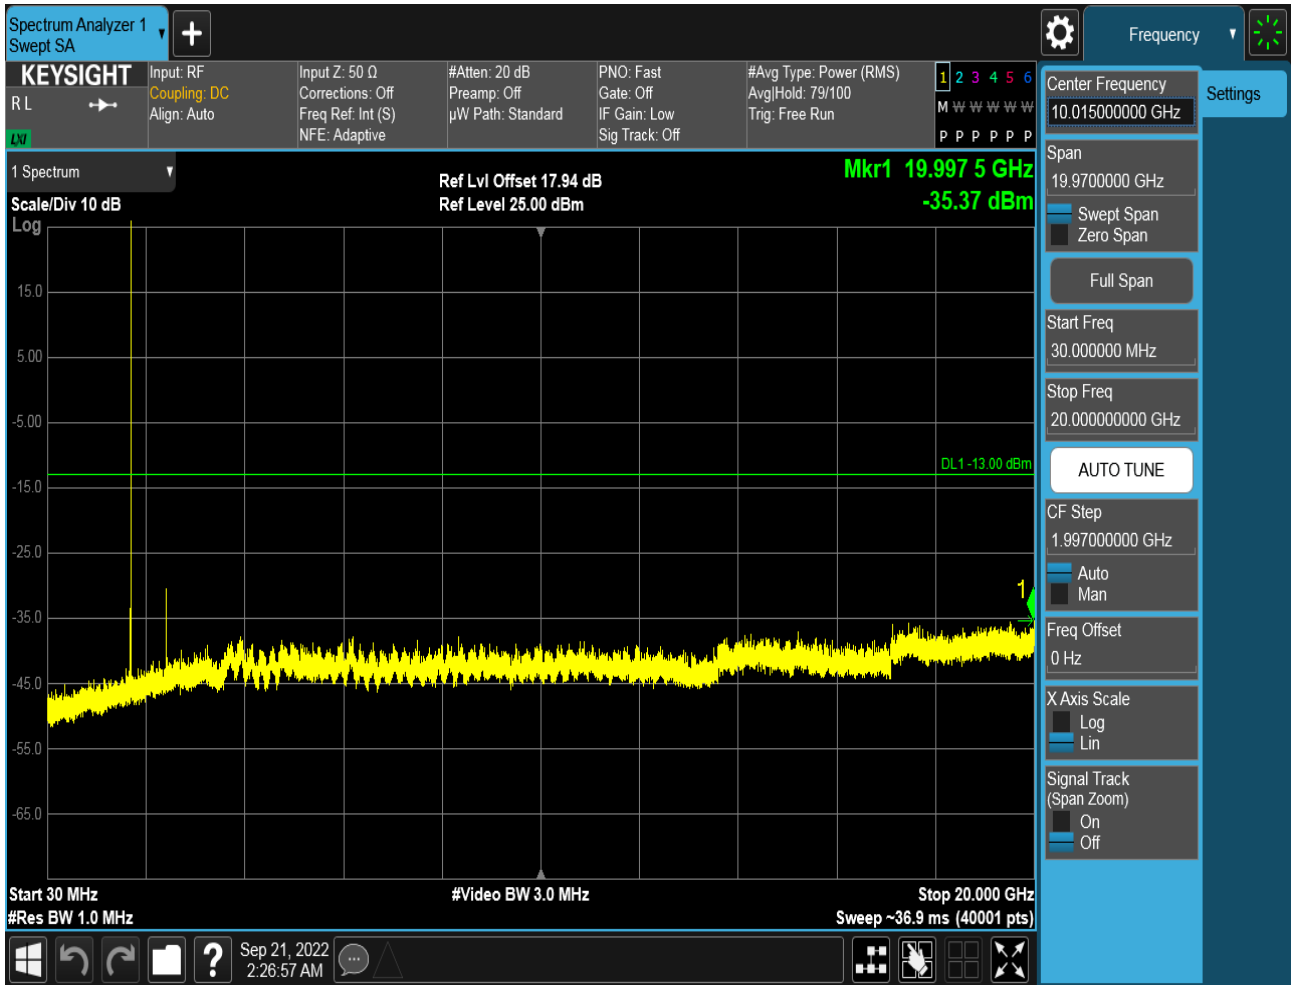 Spectrum Analyzer 1
Swept SA
Frequency
KEYSIGHT
R L
LXI
Input: RF
Coupling: DC
Align: Auto
Input Z: 50 Ω
Corrections: Off
Freq Ref: Int (S)
NFE: Adaptive
#Atten: 20 dB
Preamp: Off
µW Path: Standard
PNO: Fast
Gate: Off
IF Gain: Low
Sig Track: Off
#Avg Type: Power (RMS)
Avg|Hold: 79/100
Trig: Free Run
1 2 3 4 5 6
M W W W W W
P P P P P P
1 Spectrum
Scale/Div 10 dB
Log
Ref Lvl Offset 17.94 dB
Ref Level 25.00 dBm
Mkr1 19.997 5 GHz
-35.37 dBm
15.0
5.00
-5.00
-15.0
-25.0
-35.0
-45.0
-55.0
-65.0
DL1 -13.00 dBm
1
Start 30 MHz
#Res BW 1.0 MHz
#Video BW 3.0 MHz
Stop 20.000 GHz
Sweep ~36.9 ms (40001 pts)
Sep 21, 2022
2:26:57 AM
Center Frequency
10.015000000 GHz
Settings
Span
19.9700000 GHz
Swept Span
Zero Span
Full Span
Start Freq
30.000000 MHz
Stop Freq
20.000000000 GHz
AUTO TUNE
CF Step
1.997000000 GHz
Auto
Man
Freq Offset
0 Hz
X Axis Scale
Log
Lin
Signal Track
(Span Zoom)
On
Off